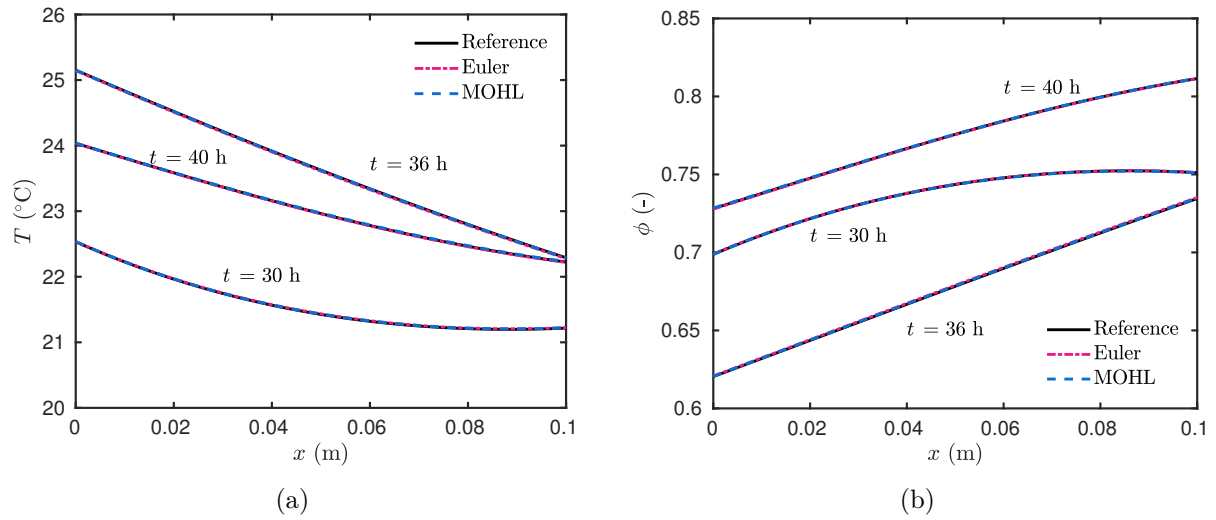 26
25
24
23
22
21
20
T (°C)
Reference
Euler
MOHL
t = 36 h
t = 40 h
t = 30 h
0
0.02
0.04
0.06
0.08
0.1
x (m)
(a)
0.85
0.8
0.75
0.7
0.65
0.6
ϕ (-)
t = 40 h
t = 30 h
t = 36 h
Reference
Euler
MOHL
0
0.02
0.04
0.06
0.08
0.1
x (m)
(b)